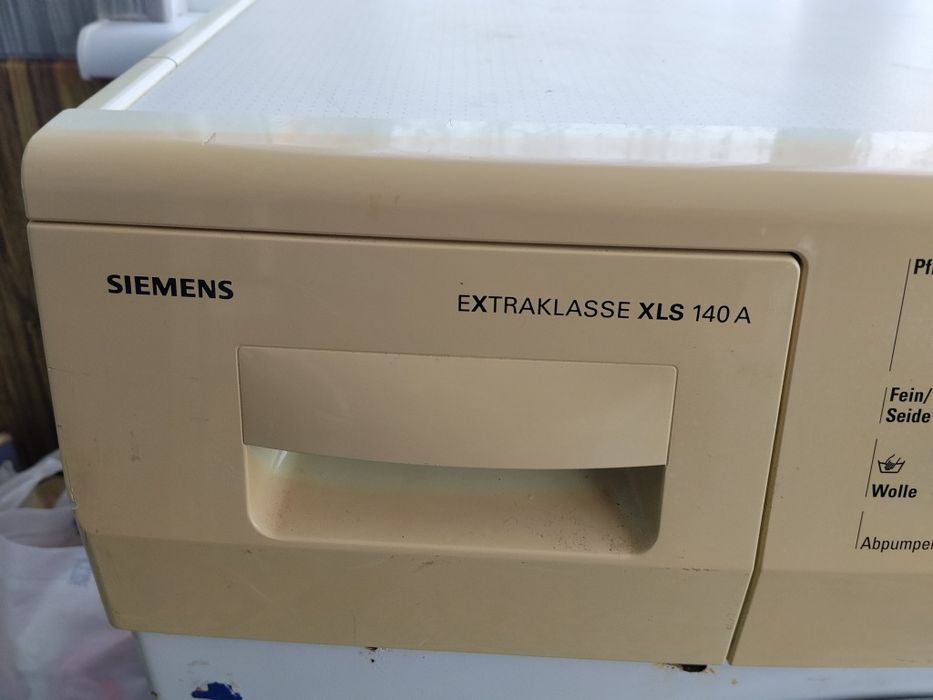 SIEMENS
EXTRAKLASSE XLS 140 A
Fein/
Seide
Wolle